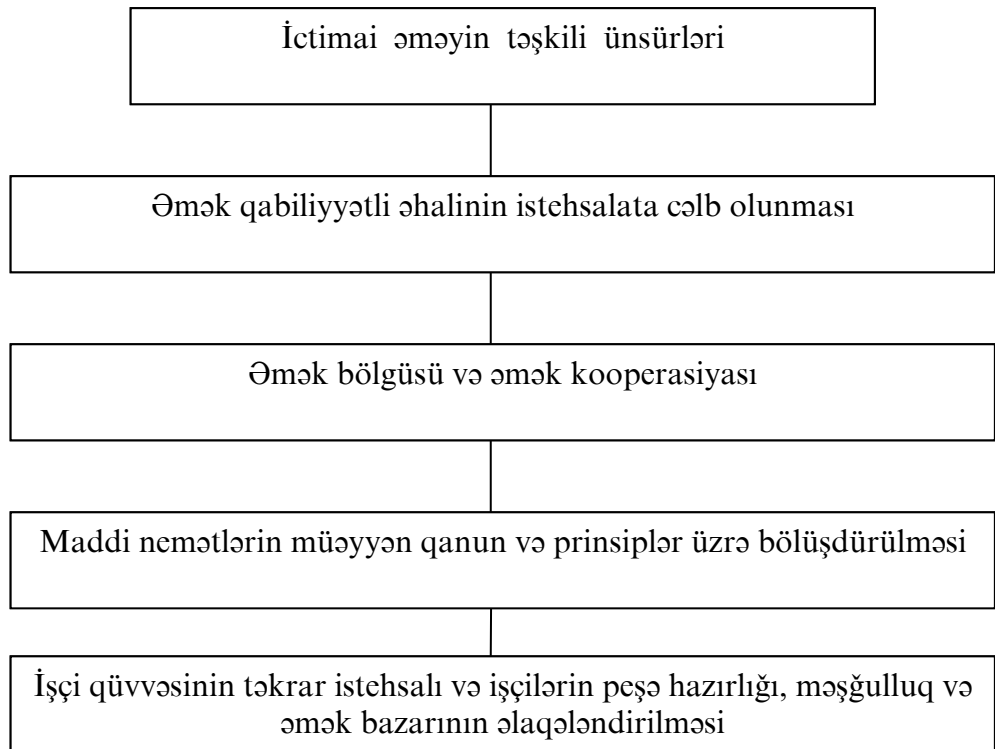 İctimai əməyin təşkili ünsürləri
Əmək qabiliyyətli əhalinin istehsalata cəlb olunması
Əmək bölgüsü və əmək kooperasiyası
Maddi nemətlərin müəyyən qanun və prinsiplər üzrə bölüşdürülməsi
İşçi qüvvəsinin təkrar istehsalı və işçilərin peşə hazırlığı, məşğulluq və
əmək bazarının əlaqələndirilməsi